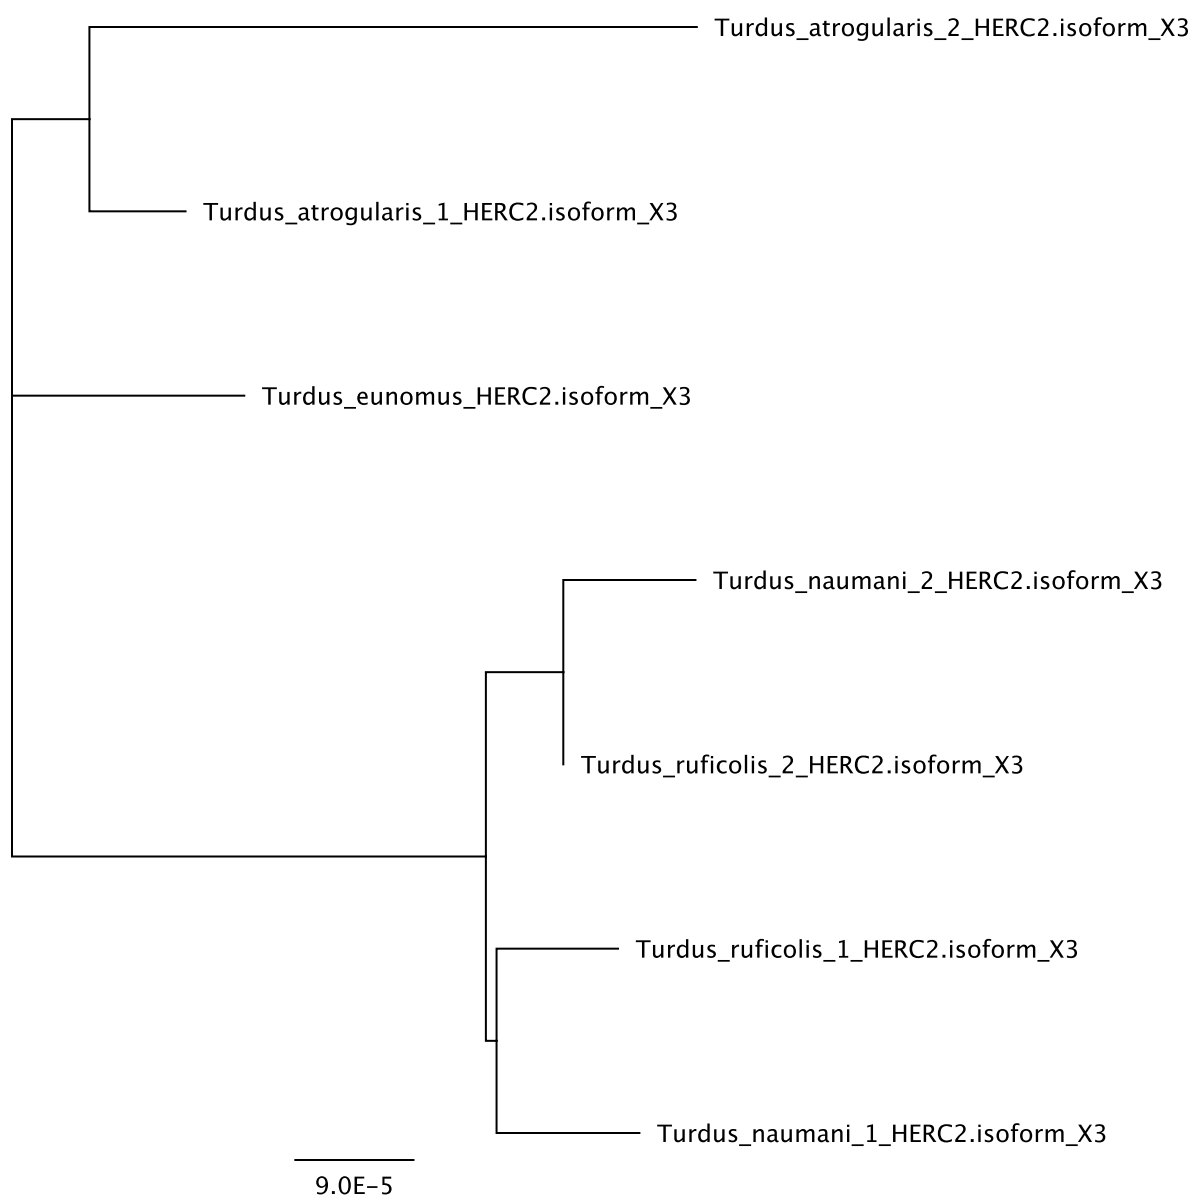 Turdus_atrogularis_2_HERC2.isoform_X3
Turdus_atrogularis_1_HERC2.isoform_X3
Turdus_eunomus_HERC2.isoform_X3
Turdus_naumani_2_HERC2.isoform_X3
Turdus_ruficolis_2_HERC2.isoform_X3
Turdus_ruficolis_1_HERC2.isoform_X3
Turdus_naumani_1_HERC2.isoform_X3
9.0E−5